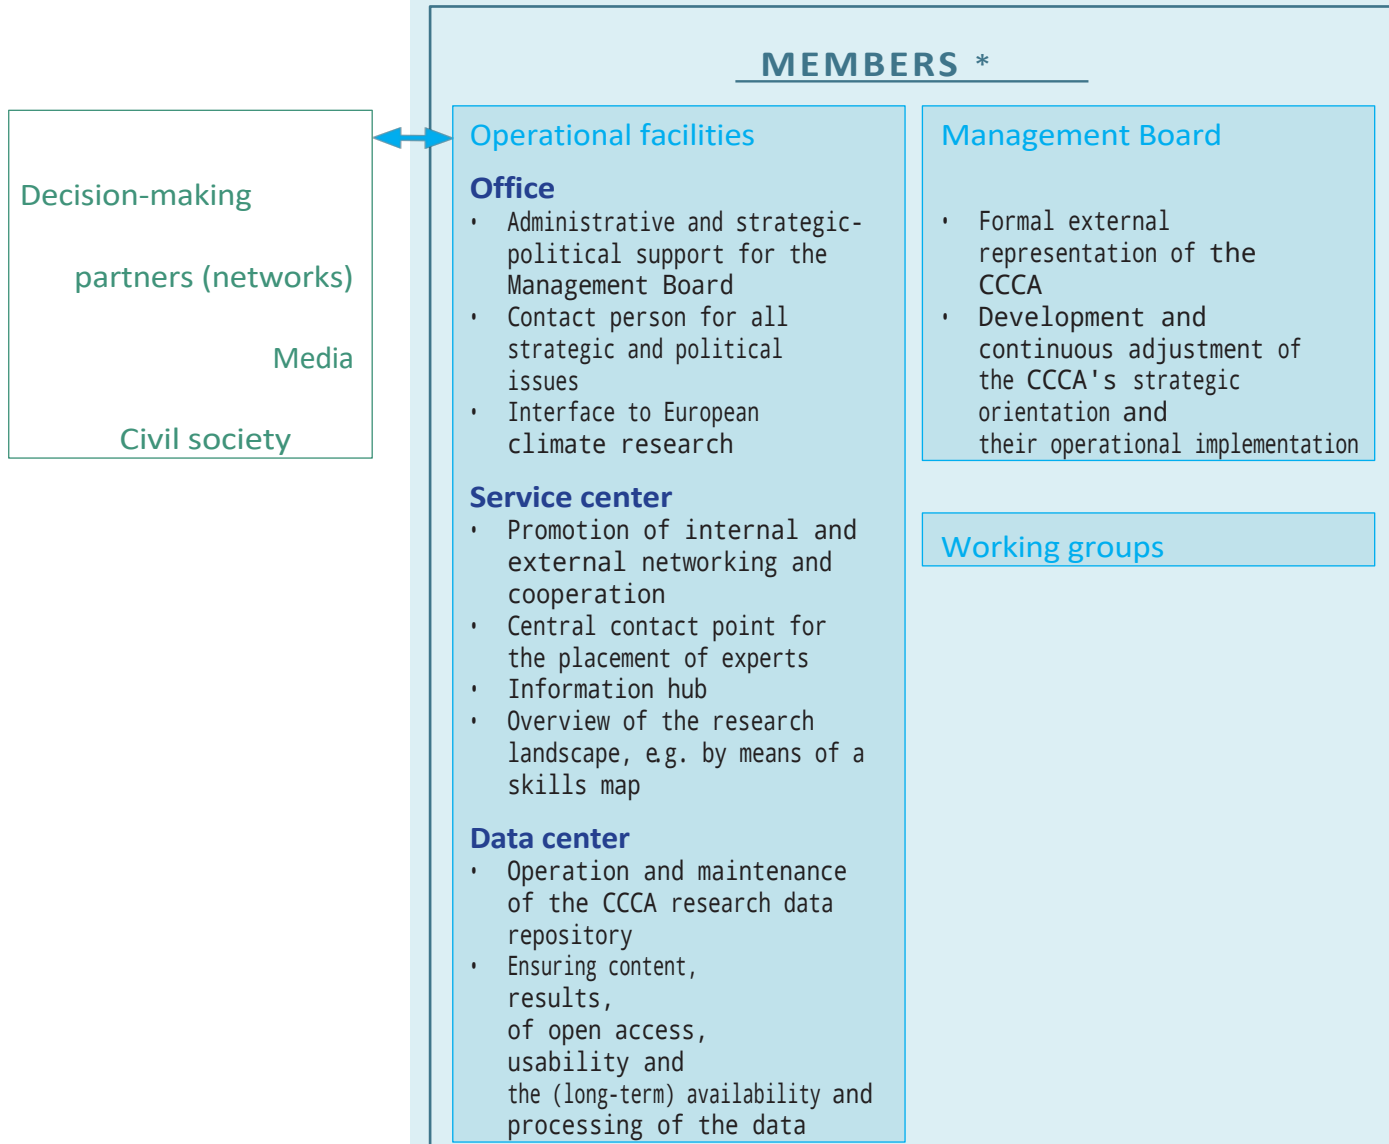 MEMBERS *
Decision-making
partners (networks)
Media
Civil society
Operational facilities
Office
• Administrative and strategic-
political support for the
Management Board
• Contact person for all
strategic and political
issues
• Interface to European
climate research
Service center
• Promotion of internal and
external networking and
cooperation
• Central contact point for
the placement of experts
• Information hub
• Overview of the research
landscape, e.g. by means of a
skills map
Data center
• Operation and maintenance
of the CCCA research data
repository
• Ensuring content,
results,
of open access,
usability and
the (long-term) availability and
processing of the data
Management Board
• Formal external
representation of the
CCCA
• Development and
continuous adjustment of
the CCCA's strategic
orientation and
their operational implementation
Working groups